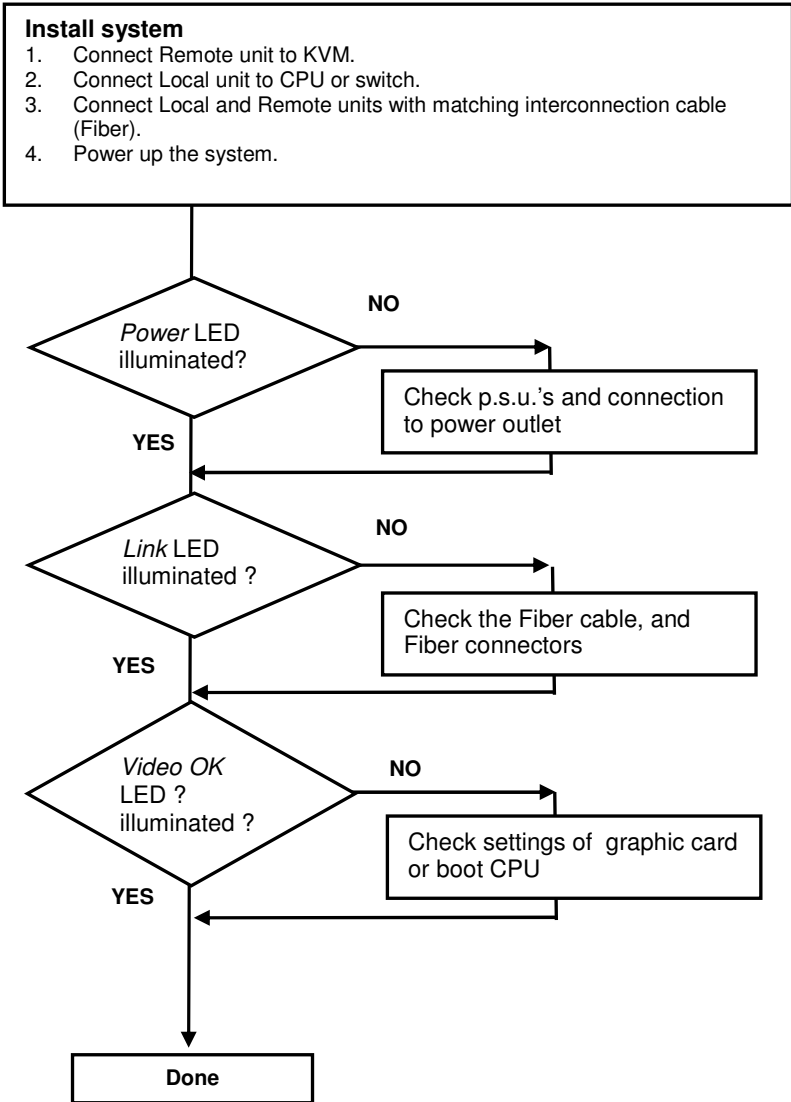 Install system
1. Connect Remote unit to KVM.
2. Connect Local unit to CPU or switch.
3. Connect Local and Remote units with matching interconnection cable
(Fiber).
4. Power up the system.
NO
Power LED
illuminated?
Check p.s.u.'s and connection
to power outlet
YES
NO
Link LED
illuminated ?
Check the Fiber cable, and
Fiber connectors
YES
Video OK
LED ?
illuminated ?
NO
Check settings of  graphic card
or boot CPU
YES
Done